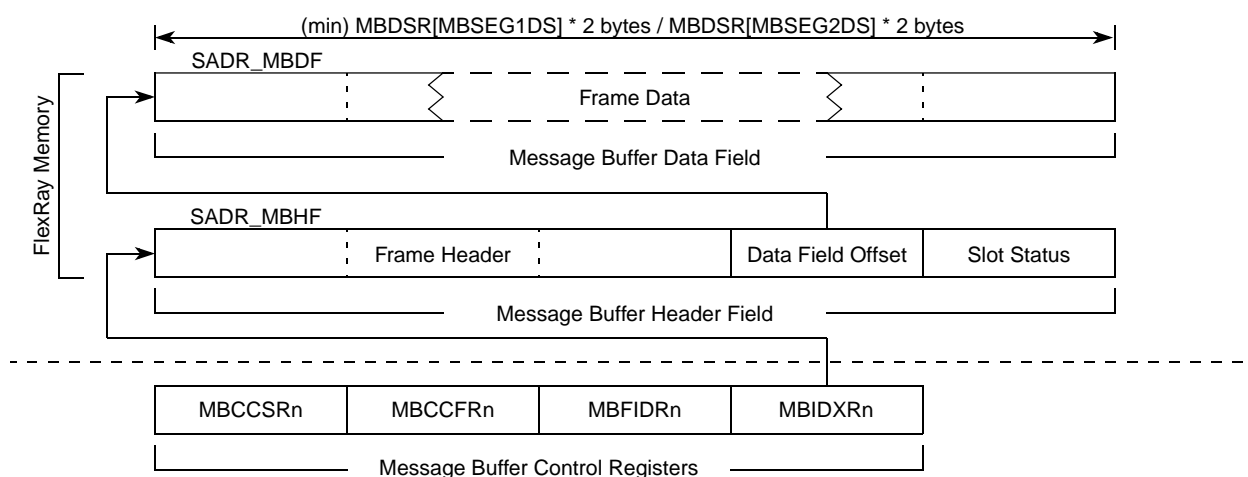 (min) MBDSR[MBSEG1DS] * 2 bytes / MBDSR[MBSEG2DS] * 2 bytes
SADR_MBDF
Frame Data
Message Buffer Data Field
FlexRay Memory
SADR_MBHF
Frame Header Data Field Offset Slot Status
Message Buffer Header Field
MBCCSRn MBCCFRn MBFIDRn MBIDXRn
Message Buffer Control Registers